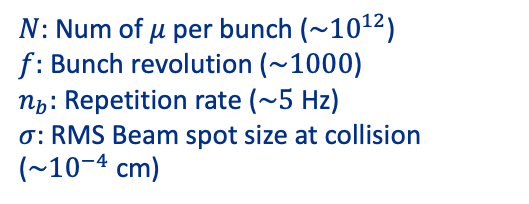 N: Num of μ per bunch (~10¹²)
f: Bunch revolution (~1000)
n_b: Repetition rate (~5 Hz)
σ: RMS Beam spot size at collision
(~10⁻⁴ cm)